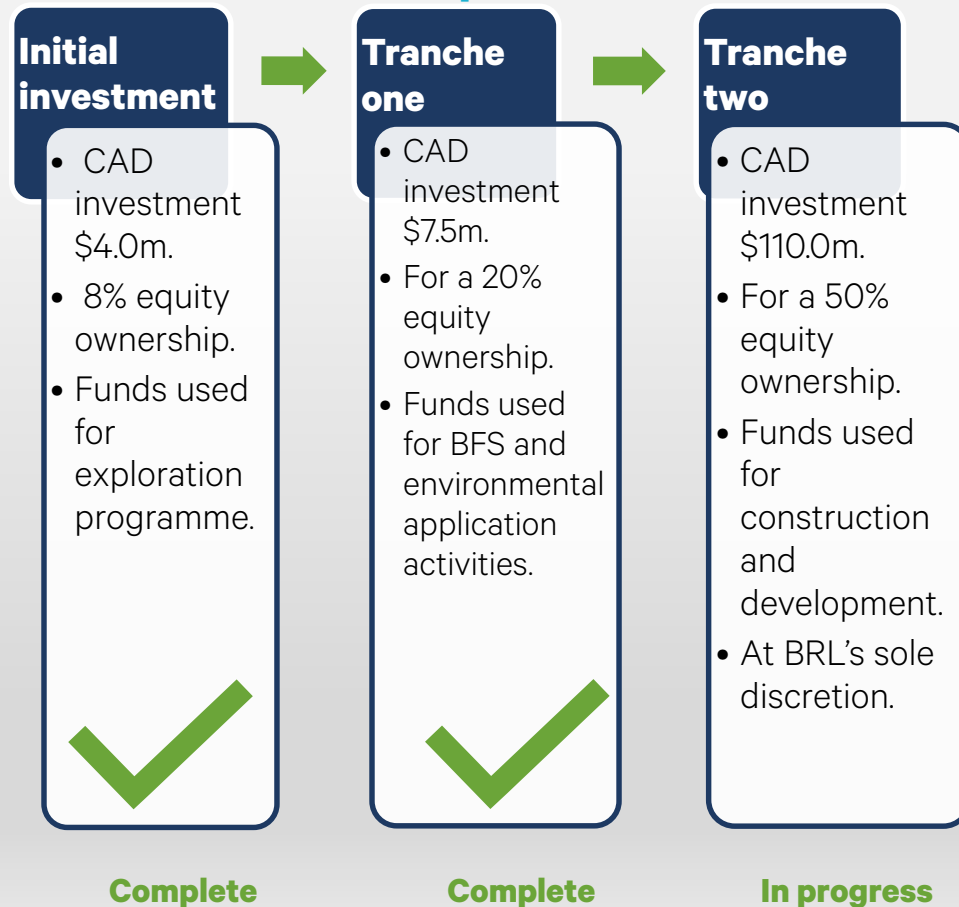 Initial
investment
• CAD
investment
$4.0m.
• 8% equity
ownership.
• Funds used
for
exploration
programme.
Complete
Tranche
one
• CAD
investment
$7.5m.
• For a 20%
equity
ownership.
• Funds used
for BFS and
environmental
application
activities.
Complete
Tranche
two
• CAD
investment
$110.0m.
• For a 50%
equity
ownership.
• Funds used
for
construction
and
development.
• At BRL’s sole
discretion.
In progress